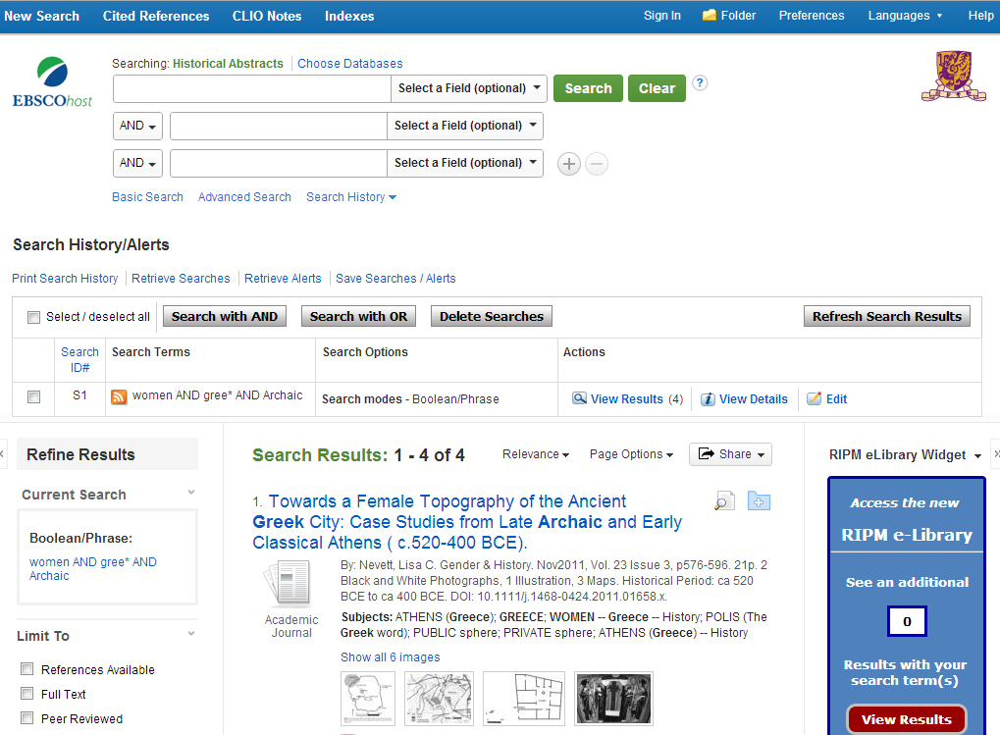 New Search Cited References CLIO Notes Indexes Sign In Folder Preferences Languages Help
Searching: Historical Abstracts Choose Databases
EBSCOhost
Select a Field (optional) Search Clear ?
AND Select a Field (optional)
AND Select a Field (optional)
Basic Search Advanced Search Search History
Search History/Alerts
Print Search History Retrieve Searches Retrieve Alerts Save Searches / Alerts
Select / deselect all Search with AND Search with OR Delete Searches Refresh Search Results
Search ID# Search Terms Search Options Actions
S1 women AND gree* AND Archaic Search modes - Boolean/Phrase View Results (4) View Details Edit
Refine Results
Current Search
Boolean/Phrase:
women AND gree* AND
Archaic
Limit To
References Available
Full Text
Peer Reviewed
Search Results: 1 - 4 of 4 Relevance Page Options Share
1. Towards a Female Topography of the Ancient
Greek City: Case Studies from Late Archaic and Early
Classical Athens ( c.520-400 BCE).
Academic
Journal
By: Nevett, Lisa C. Gender & History. Nov2011, Vol. 23 Issue 3, p576-596. 21p. 2
Black and White Photographs, 1 Illustration, 3 Maps. Historical Period: ca 520
BCE to ca 400 BCE. DOI: 10.1111/j.1468-0424.2011.01658.x.
Subjects: ATHENS (Greece); GREECE; WOMEN -- Greece -- History; POLIS (The
Greek word); PUBLIC sphere; PRIVATE sphere; ATHENS (Greece) -- History
Show all 6 images
RIPM eLibrary Widget
Access the new
RIPM e-Library
See an additional
0
Results with your
search term(s)
View Results